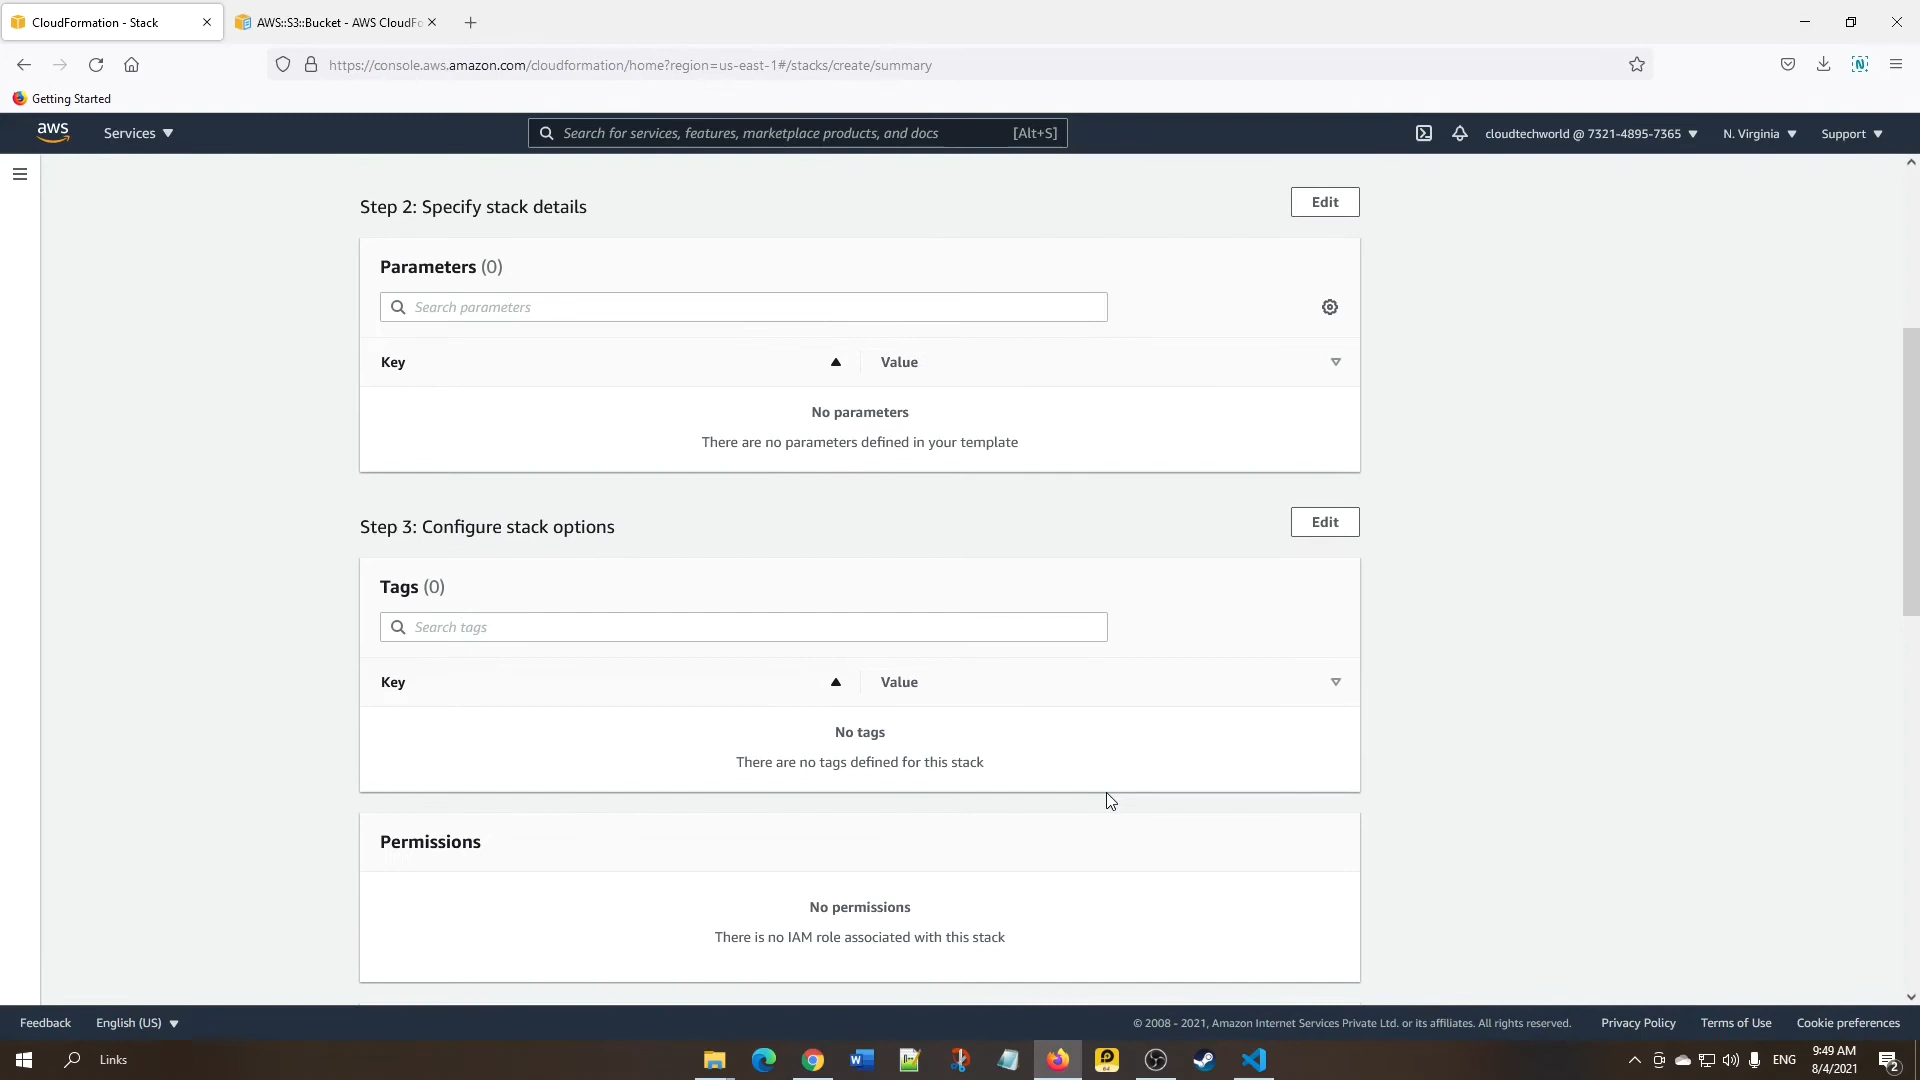 CloudFormation - Stack
AWS::S3::Bucket - AWS CloudFo
https://console.aws.amazon.com/cloudformation/home?region=us-east-1#/stacks/create/summary
Getting Started
aws
Services
Search for services, features, marketplace products, and docs
[Alt+S]
cloudtechworld @ 7321-4895-7365
N. Virginia
Support
Step 2: Specify stack details
Edit
Parameters (0)
Search parameters
Key
Value
No parameters
There are no parameters defined in your template
Step 3: Configure stack options
Edit
Tags (0)
Search tags
Key
Value
No tags
There are no tags defined for this stack
Permissions
No permissions
There is no IAM role associated with this stack
Feedback
English (US)
© 2008 - 2021, Amazon Internet Services Private Ltd. or its affiliates. All rights reserved.
Privacy Policy
Terms of Use
Cookie preferences
Links
ENG
9:49 AM
8/4/2021
2